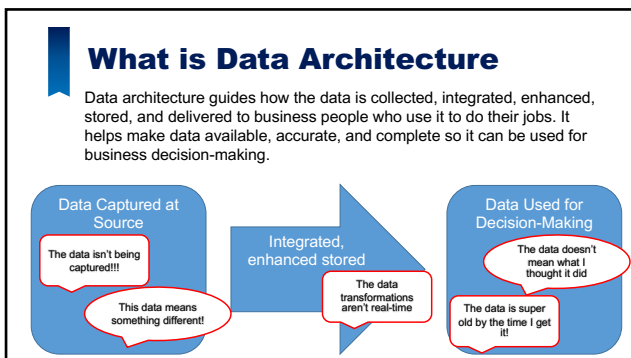 What is Data Architecture
Data architecture guides how the data is collected, integrated, enhanced,
stored, and delivered to business people who use it to do their jobs. It
helps make data available, accurate, and complete so it can be used for
business decision-making.
Data Captured at
Source
The data isn't being
captured!!!
This data means
something different!
Integrated,
enhanced stored
The data
transformations
aren't real-time
Data Used for
Decision-Making
The data doesn't
mean what I
thought it did
The data is super
old by the time I get
it!